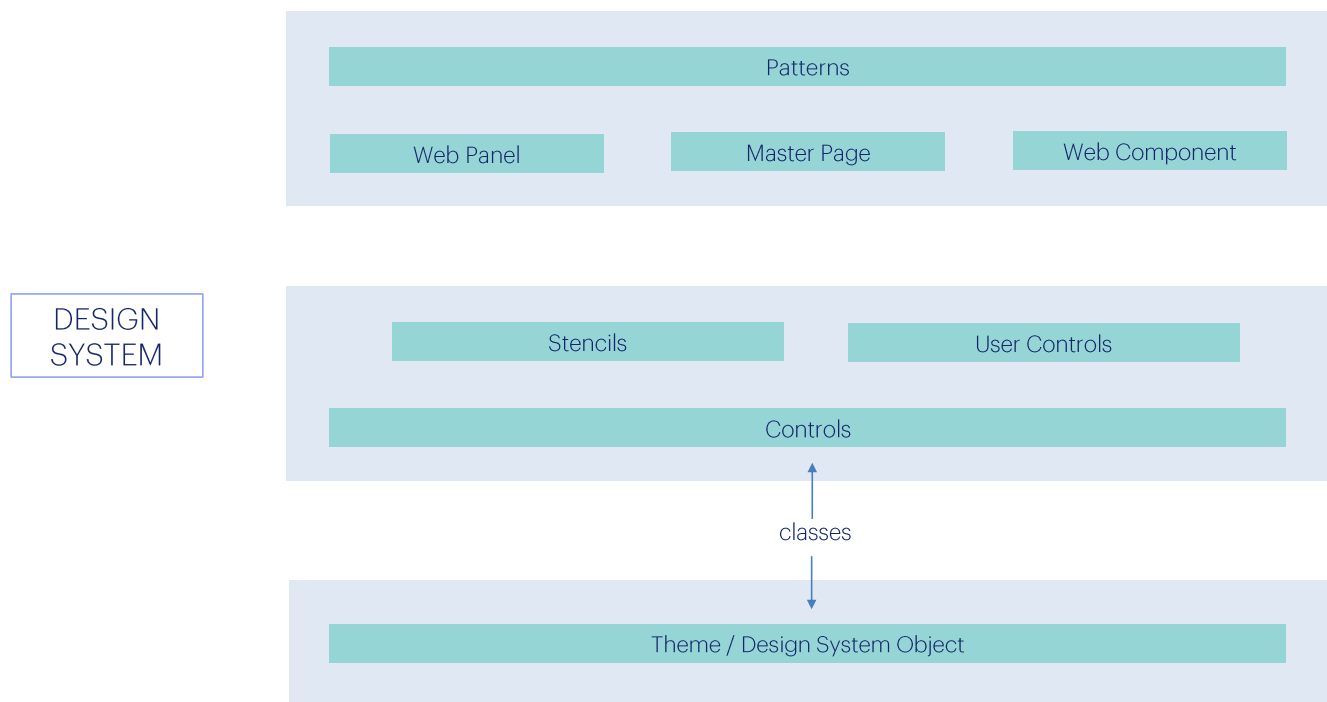 Patterns
Web Panel
Master Page
Web Component
DESIGN
SYSTEM
Stencils
User Controls
Controls
classes
Theme / Design System Object